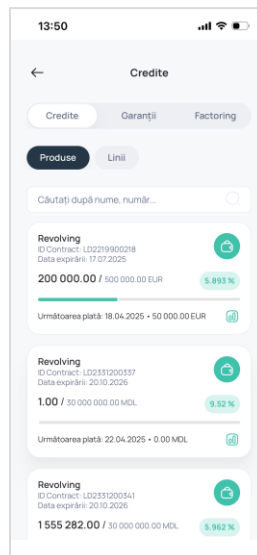 13:50
Credite
Credite Garanții Factoring
Produse Linii
Căutați după nume, număr...
Revolving
ID Contract: LD2219900218
Data expirării: 17.07.2025
200 000.00 / 500 000.00 EUR 5.893 %
Următoarea plată: 18.04.2025 • 50 000.00 EUR
Revolving
ID Contract: LD2331200337
Data expirării: 20.10.2026
1.00 / 30 000 000.00 MDL 9.52 %
Următoarea plată: 22.04.2025 • 0.00 MDL
Revolving
ID Contract: LD2331200341
Data expirării: 20.10.2026
1 555 282.00 / 30 000 000.00 MDL 5.962 %